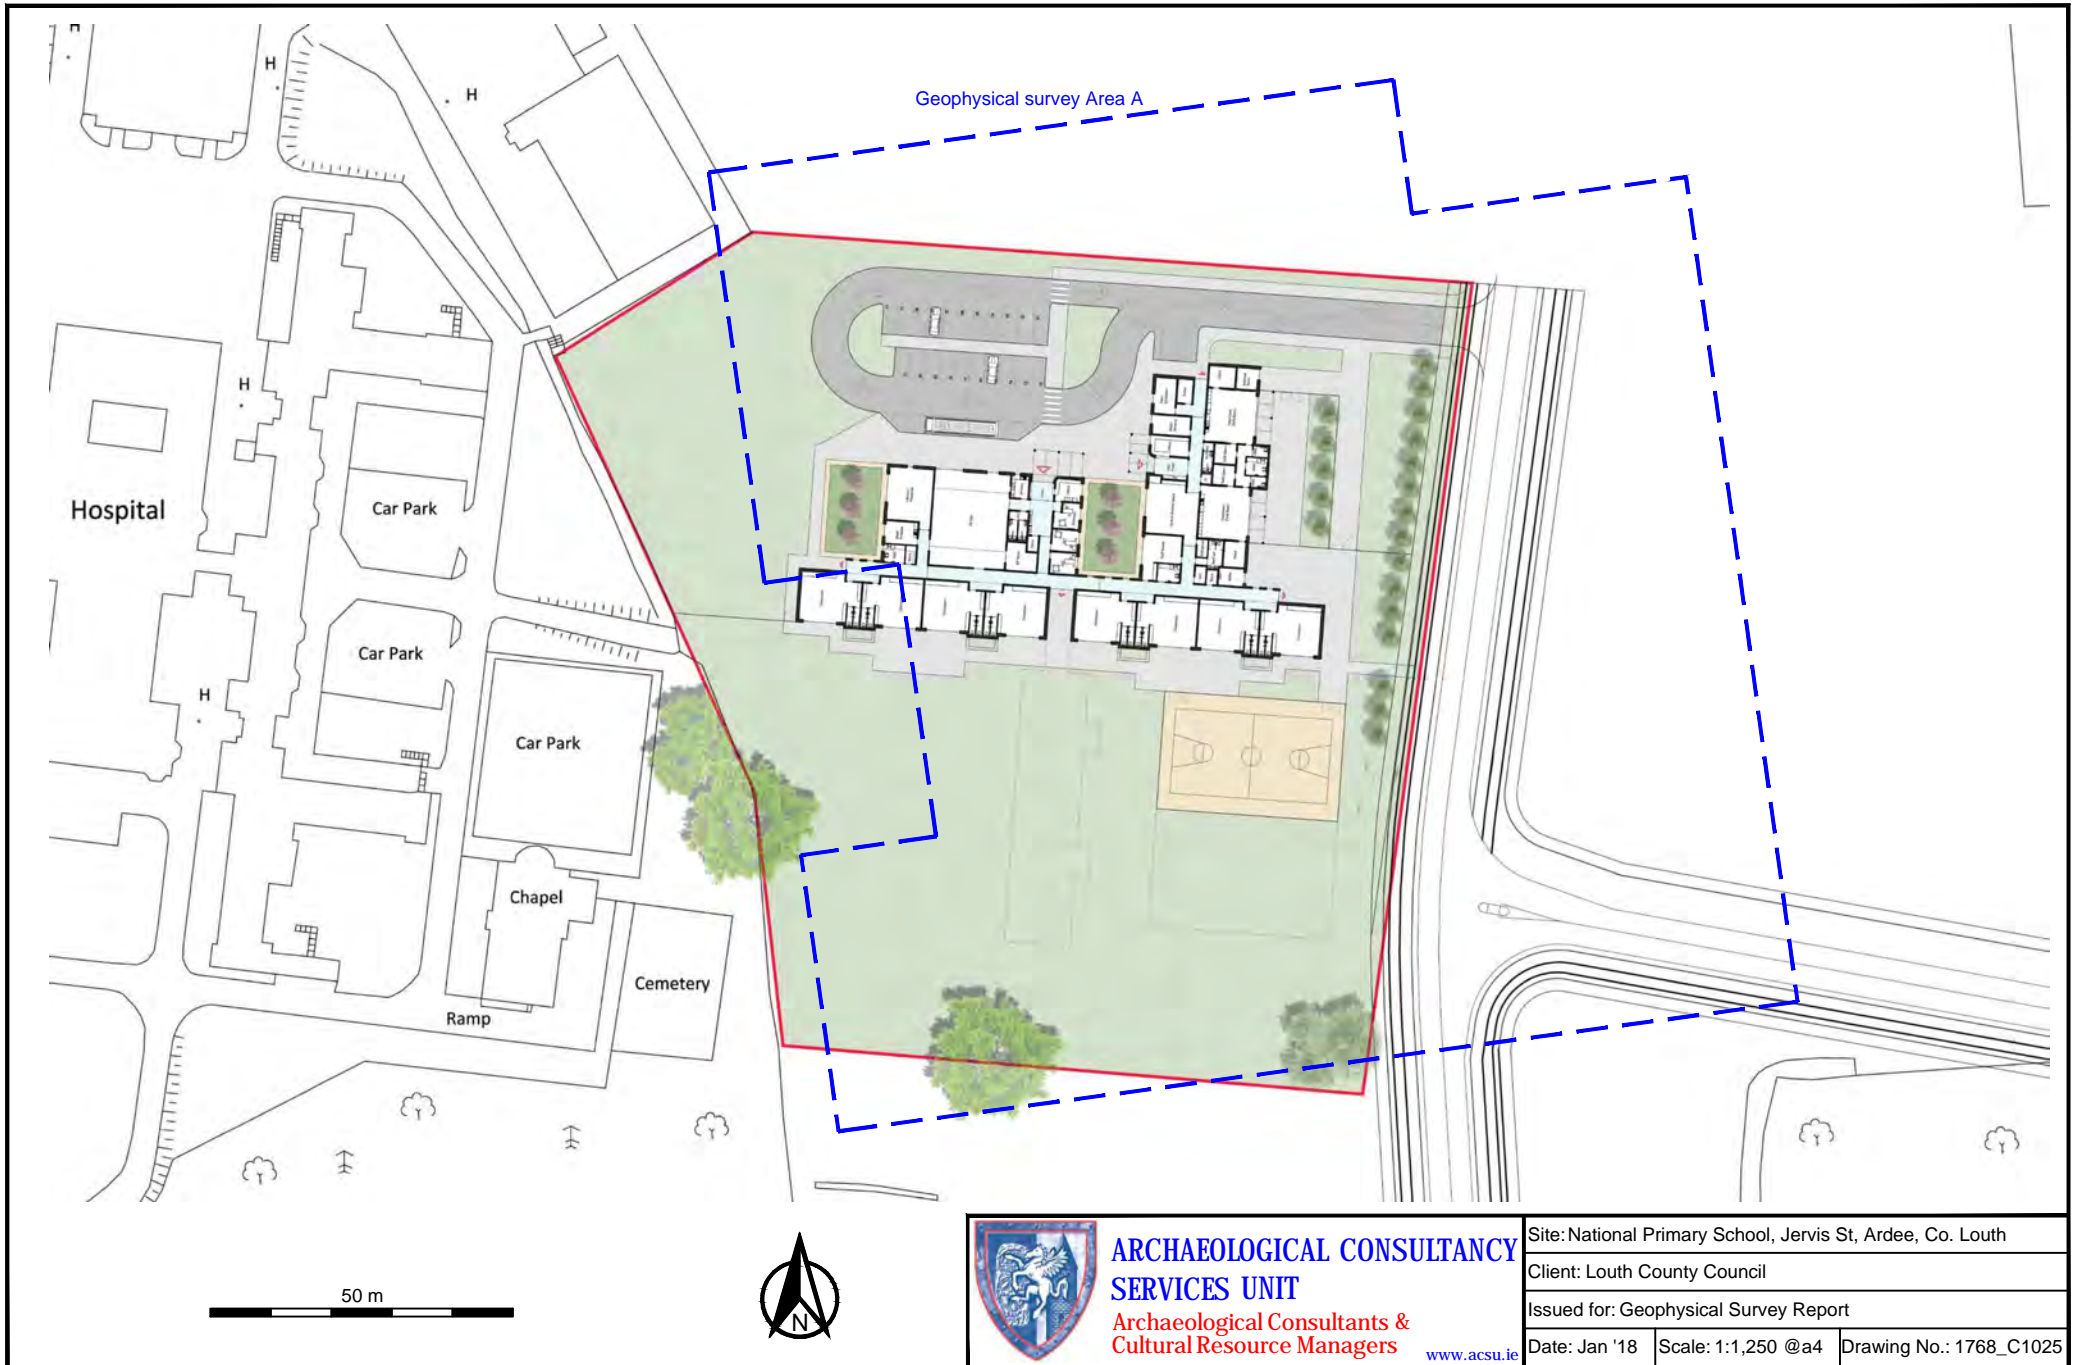 H
H
H
Geophysical survey Area A
H
Hospital
Car Park
Car Park
H
Car Park
Chapel
Cemetery
Ramp
50 m
N
ARCHAEOLOGICAL CONSULTANCY
SERVICES UNIT
Archaeological Consultants &
Cultural Resource Managers
www.acsu.ie
Site: National Primary School, Jervis St, Ardee, Co. Louth
Client: Louth County Council
Issued for: Geophysical Survey Report
Date: Jan '18
Scale: 1:1,250 @a4
Drawing No.: 1768_C1025